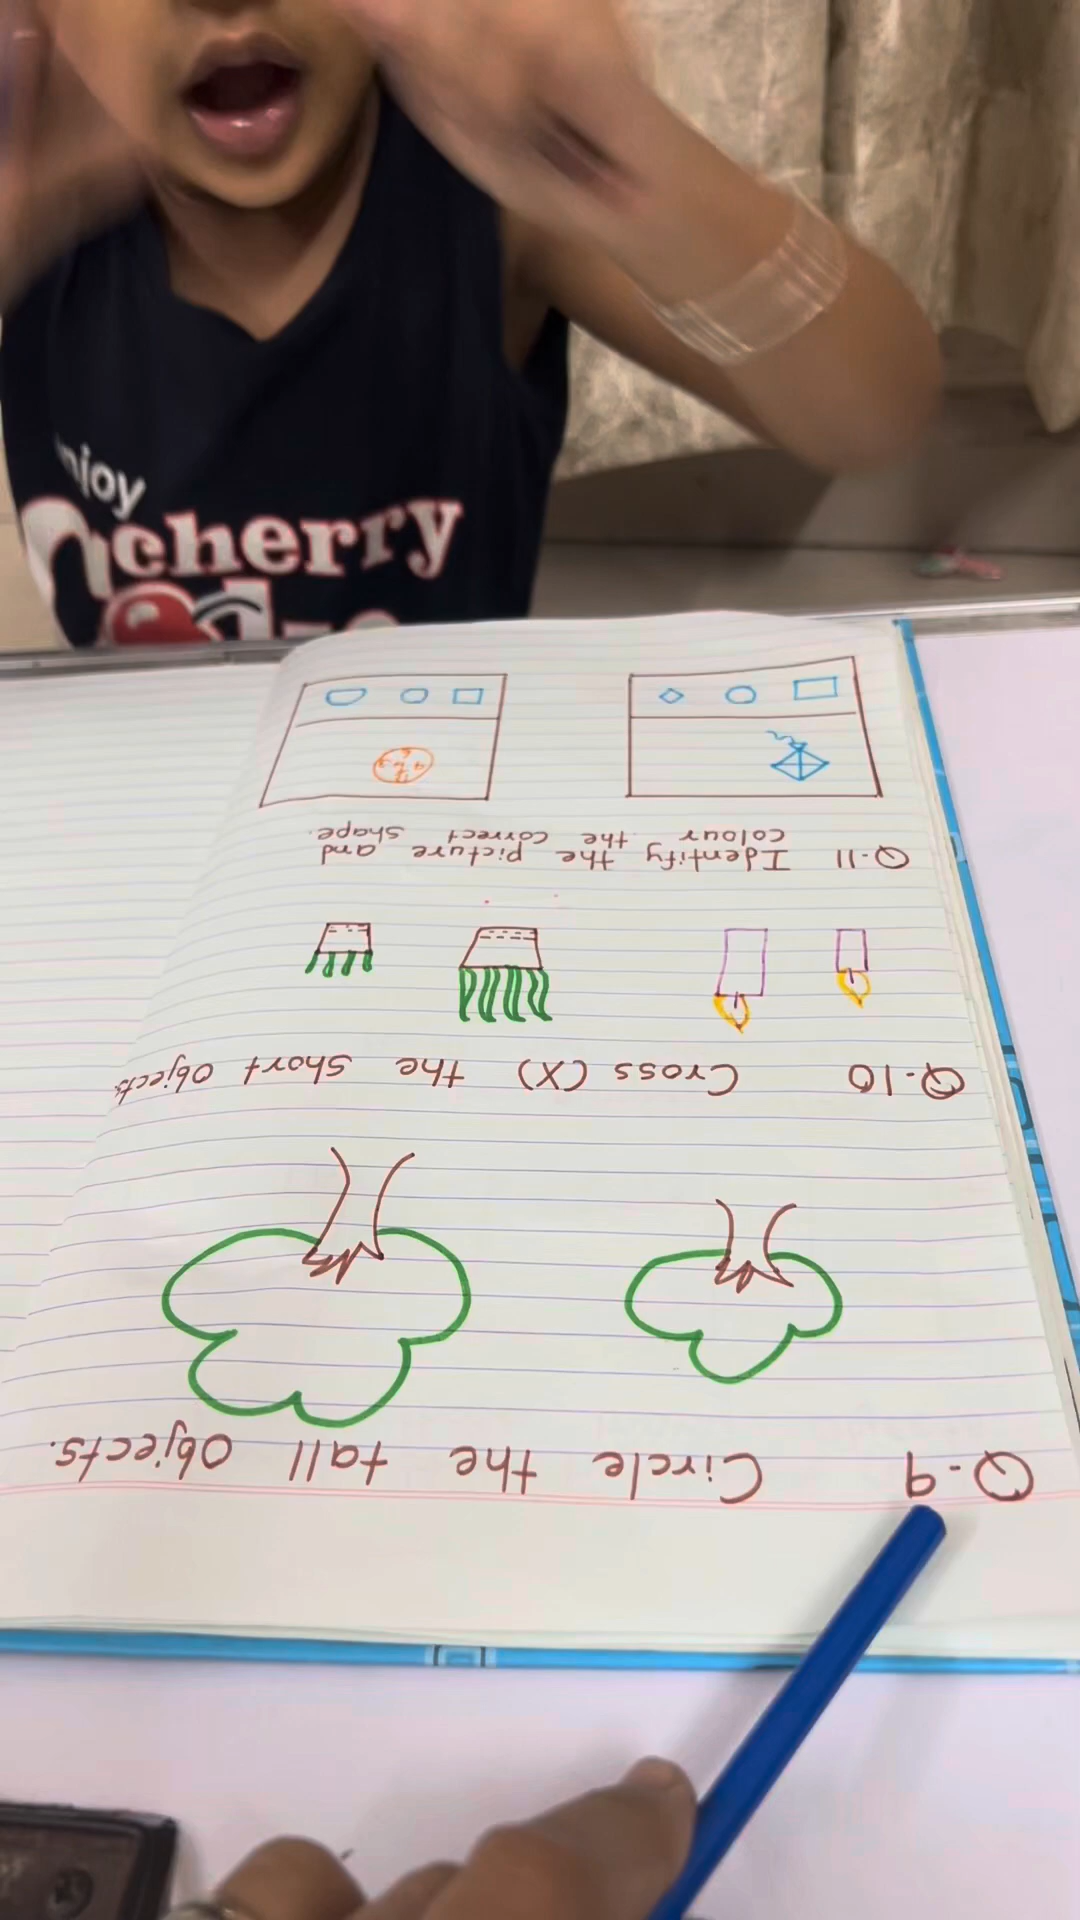 njoy
cherry
Q.9 Circle the tall objects.
Q.10 Cross (X) the short objects.
Q.11 Identify the picture and
colour the correct shape.